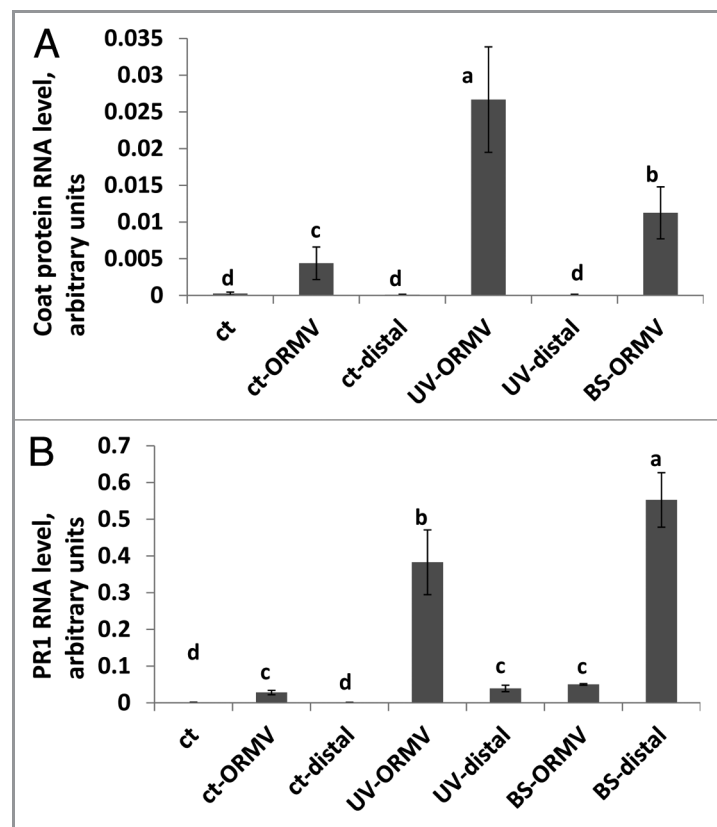 A
Coat protein RNA level,
arbitrary units
0.035
0.03
0.025
0.02
0.015
0.01
0.005
0
d
c
d
a
d
b
ct
ct-ORMV
ct-distal
UV-ORMV
UV-distal
BS-ORMV
B
PR1 RNA level,
arbitrary units
0.7
0.6
0.5
0.4
0.3
0.2
0.1
0
d
c
d
b
c
c
a
ct
ct-ORMV
ct-distal
UV-ORMV
UV-distal
BS-ORMV
BS-distal